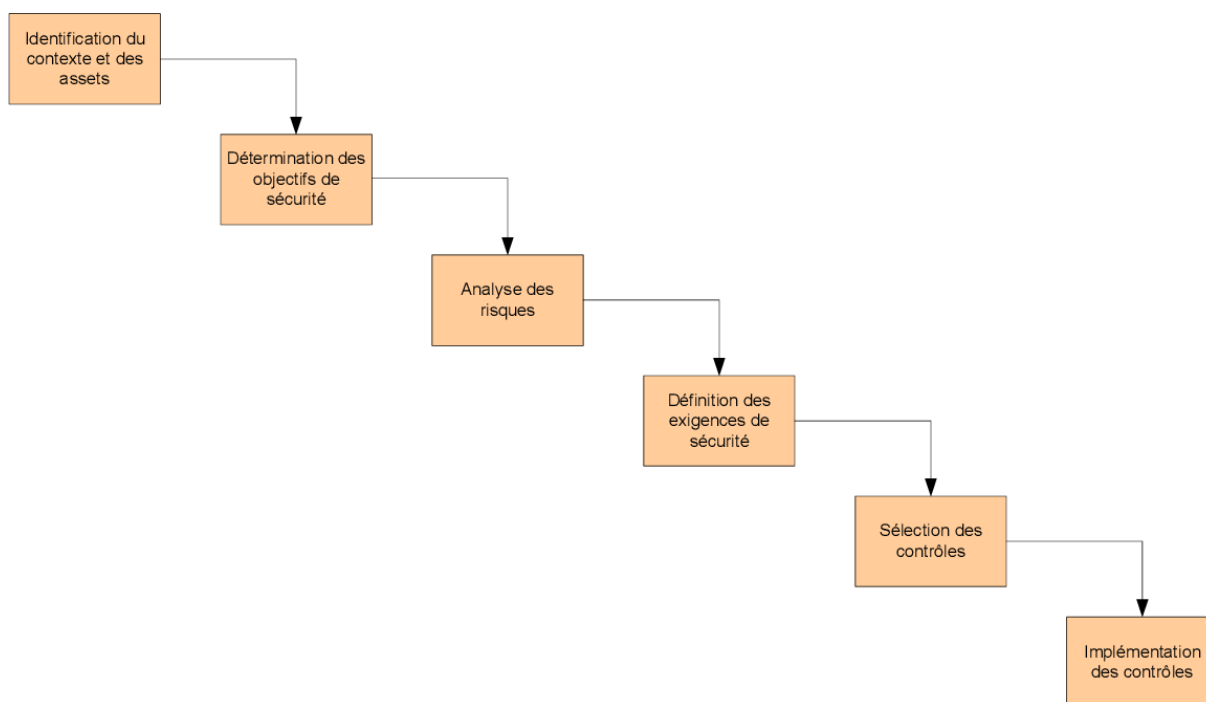 Identification du
contexte et des
assets
Détermination des
objectifs de
sécurité
Analyse des
risques
Définition des
exigences de
sécurité
Sélection des
contrôles
Implémentation
des contrôles